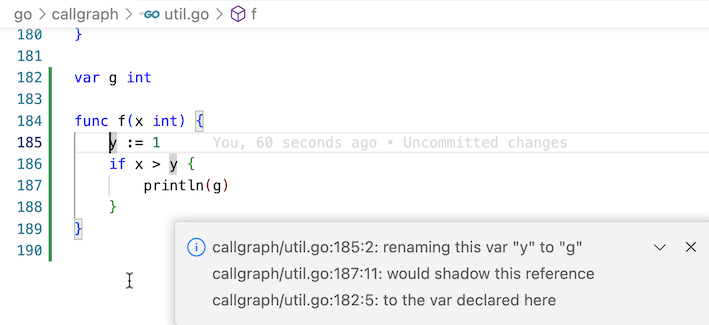 go > callgraph > GO util.go > f
180 }
181
182 var g int
183
184 func f(x int) {
185 y := 1 You, 60 seconds ago • Uncommitted changes
186 if x > y {
187 println(g)
188 }
189 }
190
callgraph/util.go:185:2: renaming this var "y" to "g"
callgraph/util.go:187:11: would shadow this reference
callgraph/util.go:182:5: to the var declared here